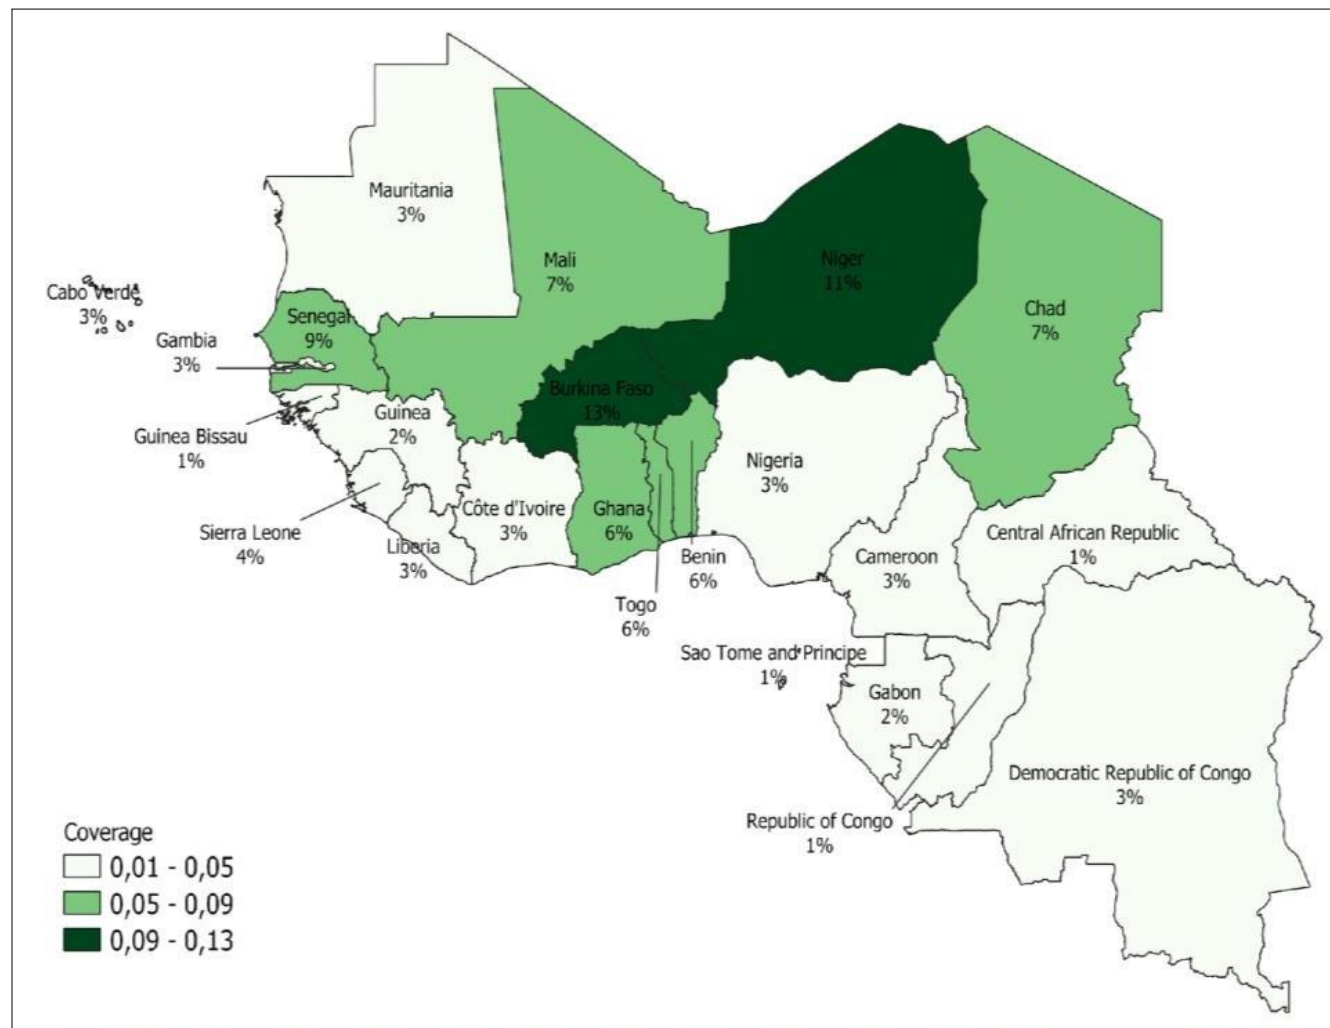 Mauritania
3%
Mali
7%
Niger
11%
Chad
7%
Cabo Verde
3%
Senegal
9%
Gambia
3%
Burkina Faso
13%
Guinea
2%
Guinea Bissau
1%
Nigeria
3%
Sierra Leone
4%
Liberia
3%
Côte d'Ivoire
3%
Ghana
6%
Benin
6%
Togo
6%
Cameroon
3%
Central African Republic
1%
Sao Tome and Principe
1%
Gabon
2%
Democratic Republic of Congo
3%
Republic of Congo
1%
Coverage
0,01 - 0,05
0,05 - 0,09
0,09 - 0,13